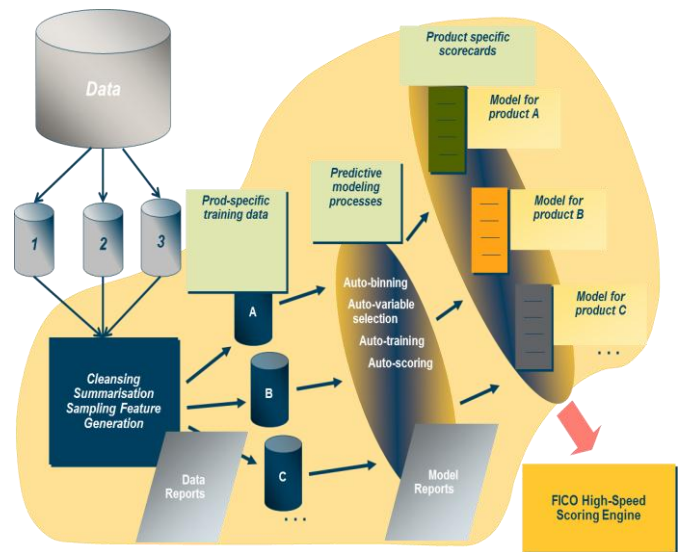 Data
1
2
3
Prod-specific
training data
Predictive
modeling
processes
Product specific
scorecards
Model for
product A
Model for
product B
Model for
product C
. . .
A
B
C
. . .
Auto-binning
Auto-variable
selection
Auto-training
Auto-scoring
Cleansing
Summarisation
Sampling Feature
Generation
Data
Reports
Model
Reports
FICO High-Speed
Scoring Engine